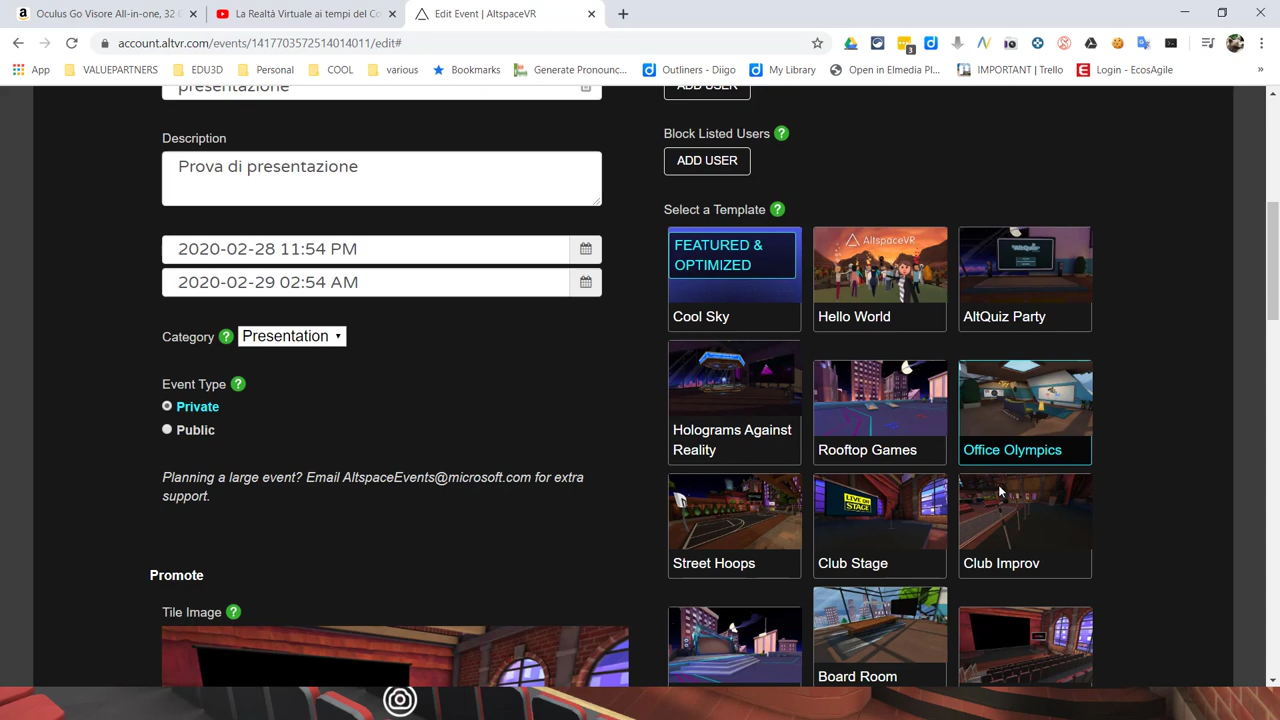 Oculus Go Visore All-in-one, 32 G
La Realtà Virtuale ai tempi del Co
Edit Event | AltspaceVR
account.altvr.com/events/1417703572514014011/edit#
3
App
VALUEPARTNERS
EDU3D
Personal
COOL
various
Bookmarks
Generate Pronounc...
Outliners - Diigo
My Library
Open in Elmedia Pl...
IMPORTANT | Trello
Login - EcosAgile
»
presentazione
Description
Prova di presentazione
2020-02-28 11:54 PM
2020-02-29 02:54 AM
Category ? Presentation
Event Type ?
Private
Public
Planning a large event? Email AltspaceEvents@microsoft.com for extra
support.
Promote
Tile Image ?
ADD USER
Block Listed Users ?
ADD USER
Select a Template ?
FEATURED &
OPTIMIZED
Cool Sky
AltspaceVR
Hello World
AltQuiz Party
Holograms Against
Reality
Rooftop Games
Office Olympics
Street Hoops
LIVE ON
STAGE
Club Stage
Club Improv
Board Room